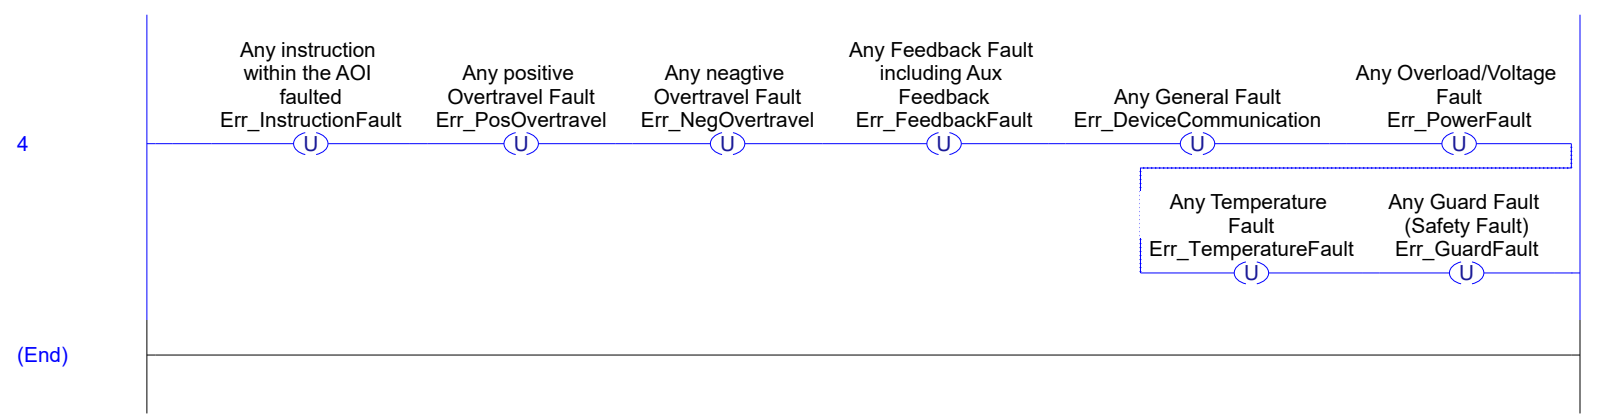 Any instruction
within the AOI
faulted
Err_InstructionFault
U
Any positive
Overtravel Fault
Err_PosOvertravel
U
Any neagtive
Overtravel Fault
Err_NegOvertravel
U
Any Feedback Fault
including Aux
Feedback
Err_FeedbackFault
U
Any General Fault
Err_DeviceCommunication
U
Any Overload/Voltage
Fault
Err_PowerFault
U
4
Any Temperature
Fault
Err_TemperatureFault
U
Any Guard Fault
(Safety Fault)
Err_GuardFault
U
(End)